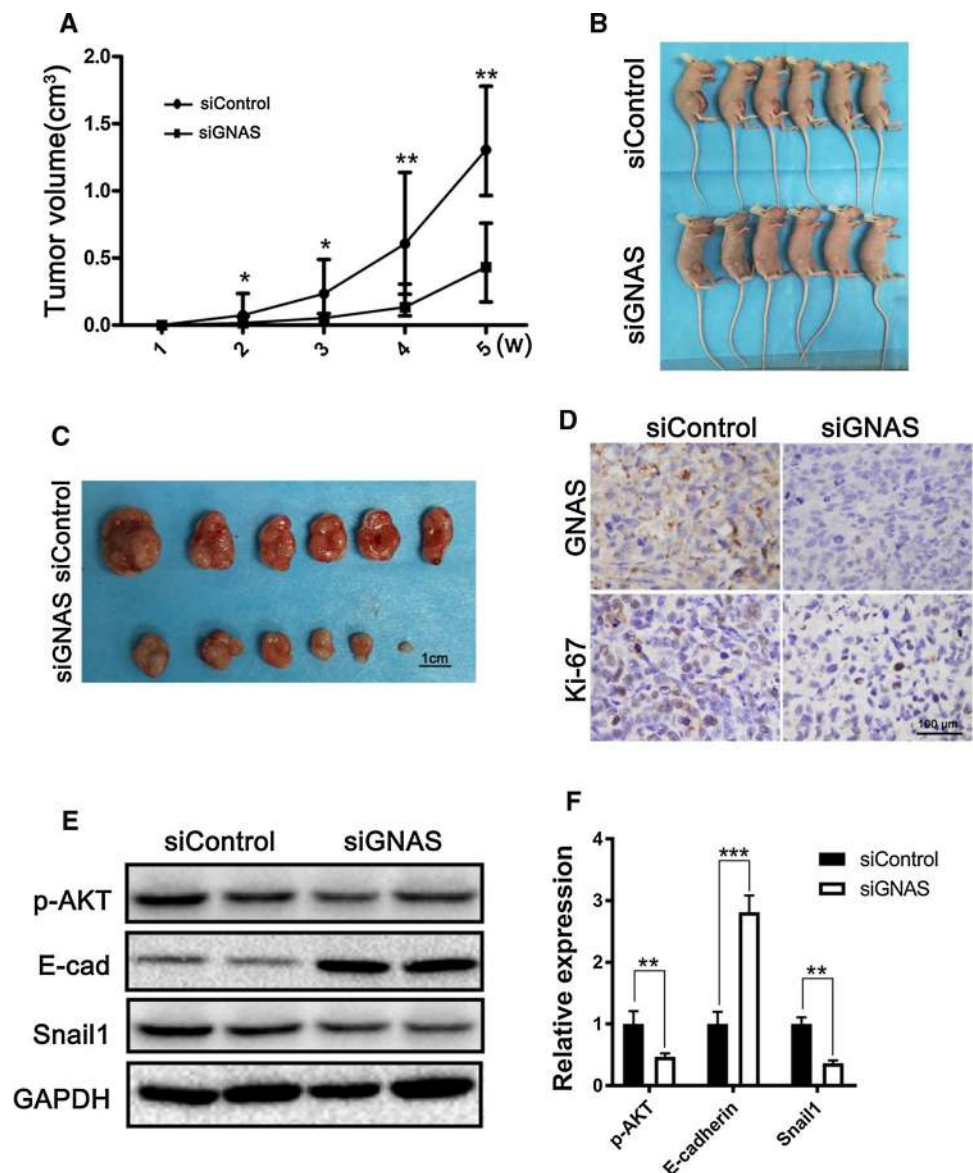 A
Tumor volume(cm³)
2.0
1.5
1.0
0.5
0.0
siControl
siGNAS
*
*
**
**
1 2 3 4 5 (w)
B
siControl
siGNAS
C
siControl
siGNAS
1cm
D
siControl siGNAS
GNAS
Ki-67
100 μm
E
siControl siGNAS
p-AKT
E-cad
Snail1
GAPDH
F
Relative expression
4
3
2
1
0
siControl
siGNAS
**
***
**
p-AKT
E-cadherin
Snail1